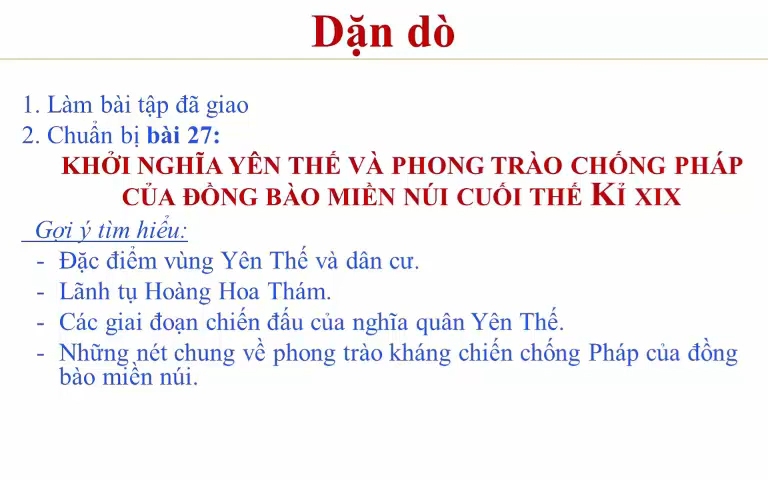 Dặn dò
1. Làm bài tập đã giao
2. Chuẩn bị bài 27:
KHỞI NGHĨA YÊN THẾ VÀ PHONG TRÀO CHỐNG PHÁP
CỦA ĐỒNG BÀO MIỀN NÚI CUỐI THẾ KỈ XIX
Gợi ý tìm hiểu:
- Đặc điểm vùng Yên Thế và dân cư.
- Lãnh tụ Hoàng Hoa Thám.
- Các giai đoạn chiến đấu của nghĩa quân Yên Thế.
- Những nét chung về phong trào kháng chiến chống Pháp của đồng
bào miền núi.